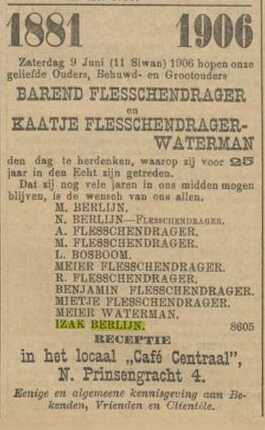 1881 1906
Zaterdag 9 Juni (11 Siwan) 1906 hopen onze
geliefde Ouders, Behuwd- en Grootouders
BAREND FLESSCHENDRAGER
en
KAATJE FLESSCHENDRAGER-
WATERMAN
den dag te herdenken, waarop zij voor 25
jaar in den Echt zijn getreden.
Dat zij nog vele jaren in ons midden mogen
blijven, is de wensch van ons allen.
M. BERLIJN.
N. BERLIJN—FLESSCHENDRAGER.
A. FLESSCHENDRAGER.
M. FLESSCHENDRAGER.
L. BOSBOOM.
MEIER FLESSCHENDRAGER.
R. FLESSCHENDRAGER.
BENJAMIN FLESSCHENDRAGER.
MIETJE FLESSCHENDRAGER.
MEIER WATERMAN.
IZAK BERLIJN. 8605
RECEPTIE
in het locaal „Café Centraal”,
N. Prinsengracht 4.
Eenige en algemeene kennisgeving aan Be-
kenden, Vrienden en Cliëntèle.